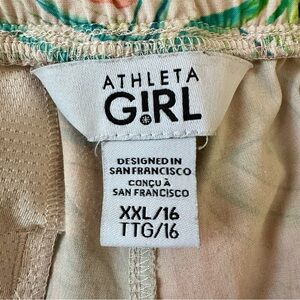 ATHLETA
GIRL
DESIGNED IN
SAN FRANCISCO
CONÇU À
SAN FRANCISCO
XXL/16
TTG/16